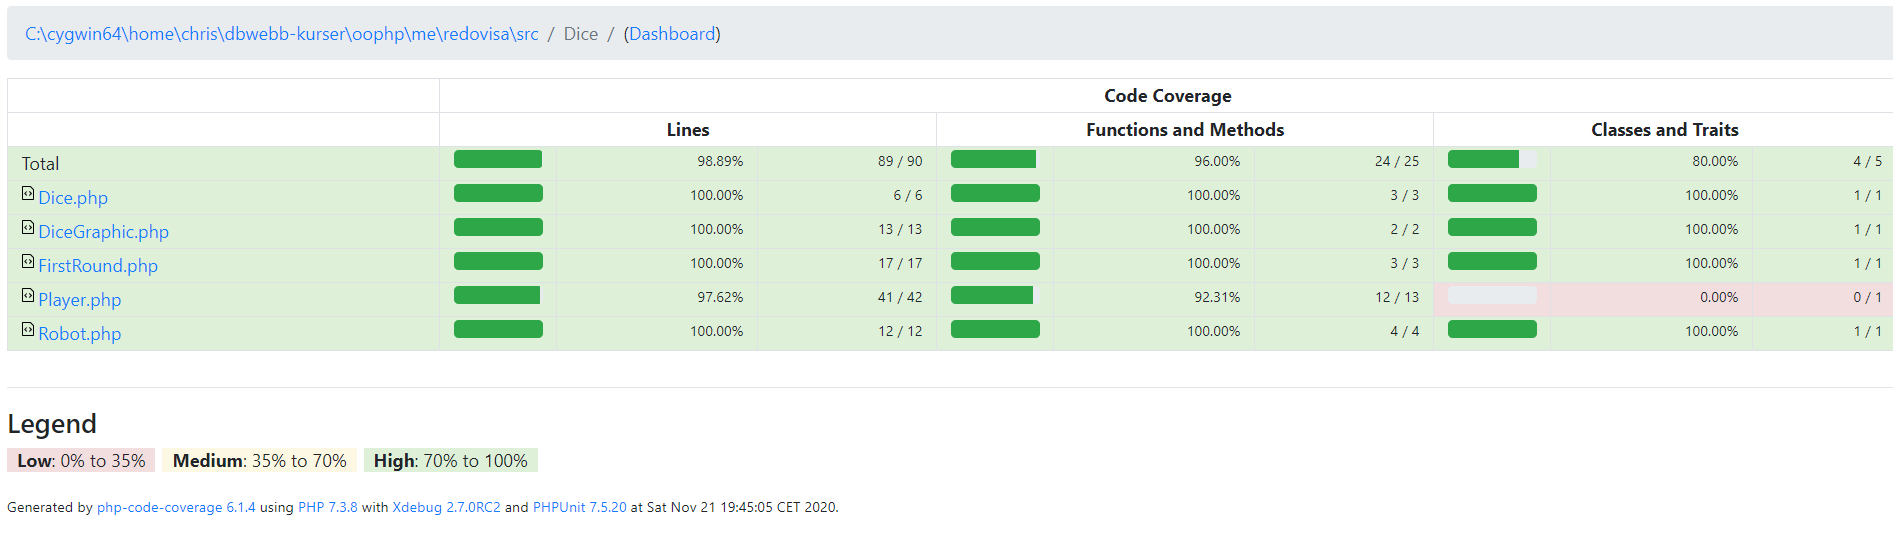 C:\cygwin64\home\chris\dbwebb-kurser\oophp\me\redovisa\src / Dice / (Dashboard)
Code Coverage
Lines Functions and Methods Classes and Traits
Total 98.89% 89 / 90 96.00% 24 / 25 80.00% 4 / 5
Dice.php 100.00% 6 / 6 100.00% 3 / 3 100.00% 1 / 1
DiceGraphic.php 100.00% 13 / 13 100.00% 2 / 2 100.00% 1 / 1
FirstRound.php 100.00% 17 / 17 100.00% 3 / 3 100.00% 1 / 1
Player.php 97.62% 41 / 42 92.31% 12 / 13 0.00% 0 / 1
Robot.php 100.00% 12 / 12 100.00% 4 / 4 100.00% 1 / 1
Legend
Low: 0% to 35% Medium: 35% to 70% High: 70% to 100%
Generated by php-code-coverage 6.1.4 using PHP 7.3.8 with Xdebug 2.7.0RC2 and PHPUnit 7.5.20 at Sat Nov 21 19:45:05 CET 2020.